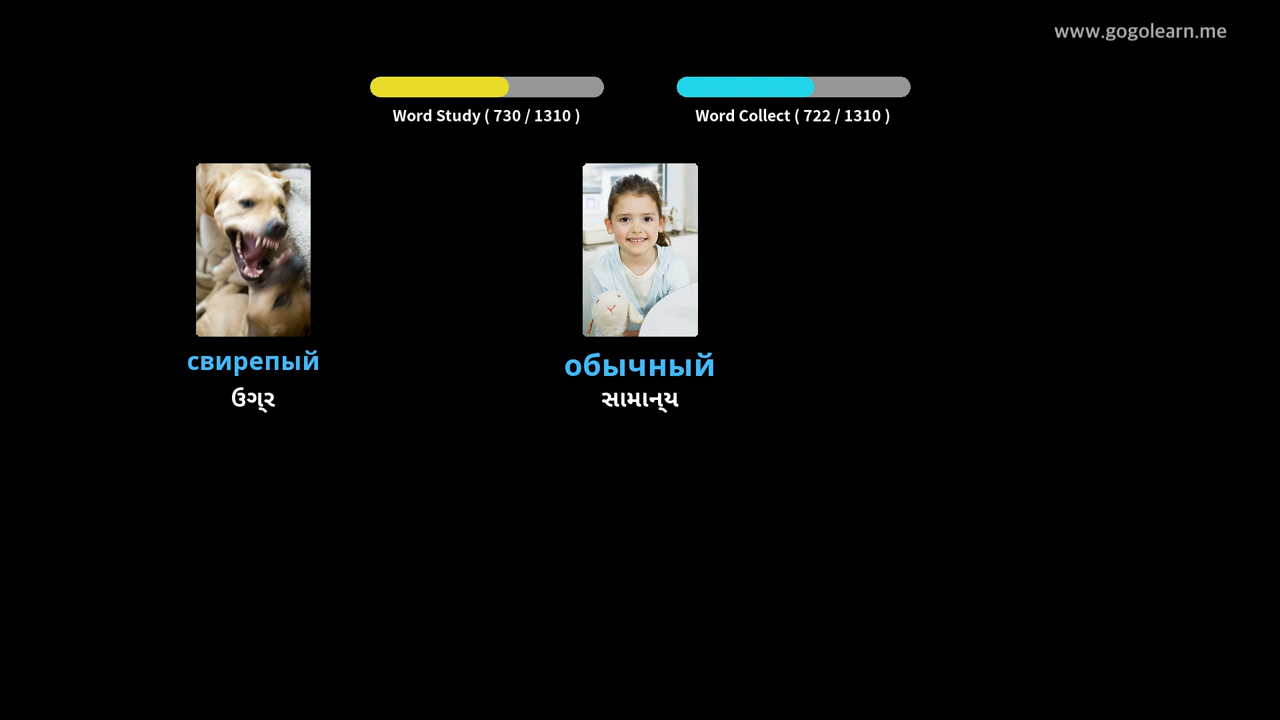 www.gogolearn.me
Word Study ( 730 / 1310 )
Word Collect ( 722 / 1310 )
свирепый
обычный
ઉગ્ર
સામાન્ય